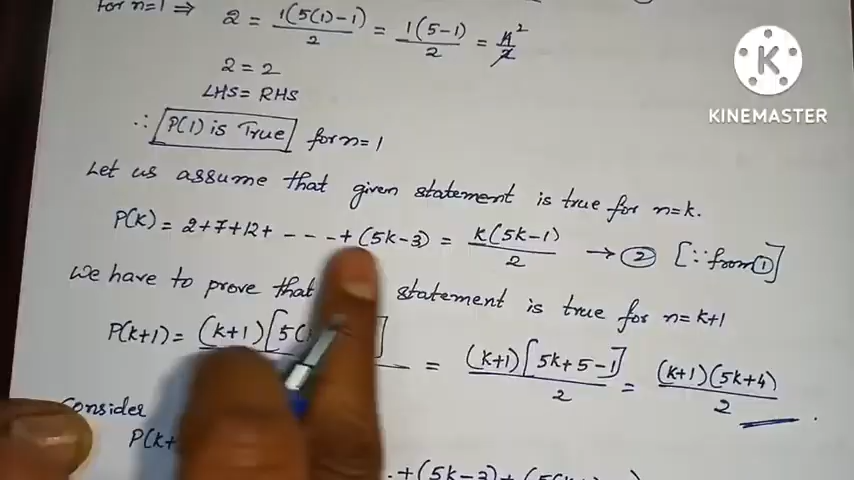 for n=1 ⇒ 2 = 1(5(1)-1)/2 = 1(5-1)/2 = 4/2 2
2 = 2
LHS = RHS
∴ P(1) is True for n=1
Let us assume that given statement is true for n=k.
P(k) = 2+7+12+ - - - +(5k-3) = k(5k-1)/2 → ② [∵ from ①]
we have to prove that statement is true for n=k+1
P(k+1) = (k+1)[5( ] = (k+1)[5k+5-1]/2 = (k+1)(5k+4)/2 .
Consider
P(k+ +(5k-3)+
K
KINEMASTER